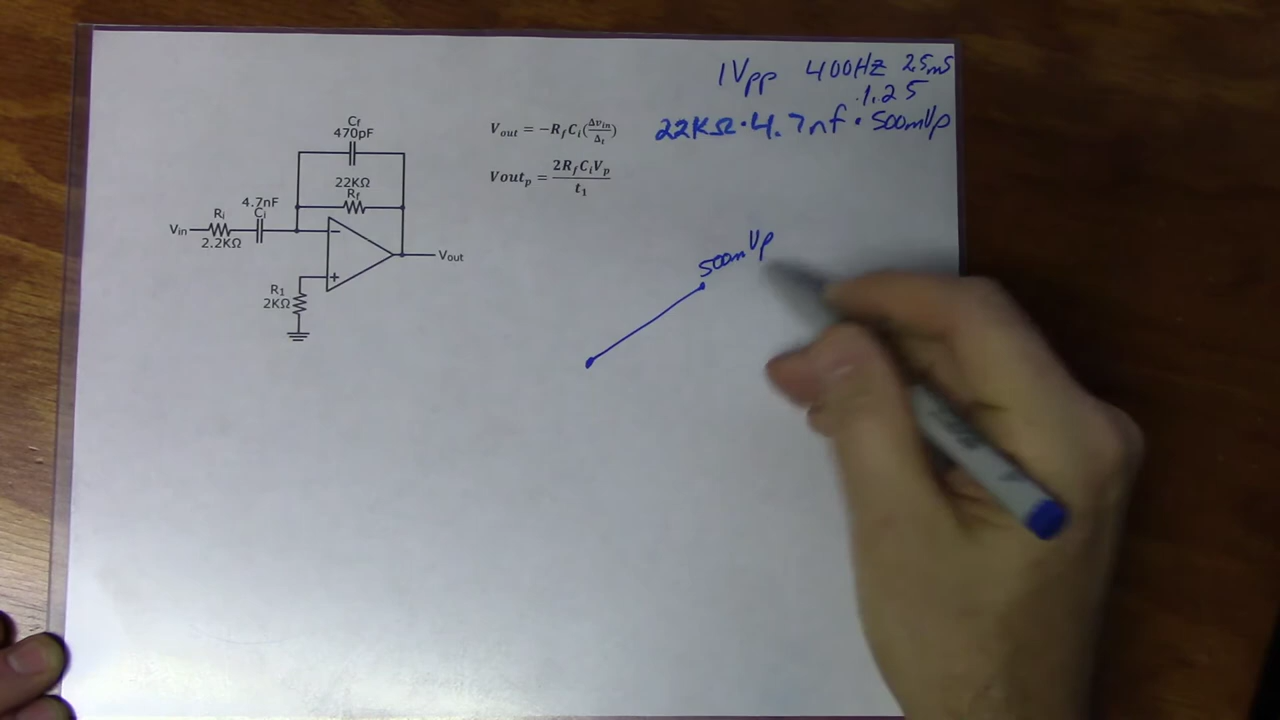 1Vpp 400Hz 2.5mS
.1.25
22KΩ·4.7nf·500mVp
Cf
470pF
22KΩ
Rf
4.7nF
Ci
Ri
Vin
2.2KΩ
−
+
Vout
R1
2KΩ
Vout = −RfCi(Δvin/Δt)
Voutp = 2RfCiVp/t1
500mVp